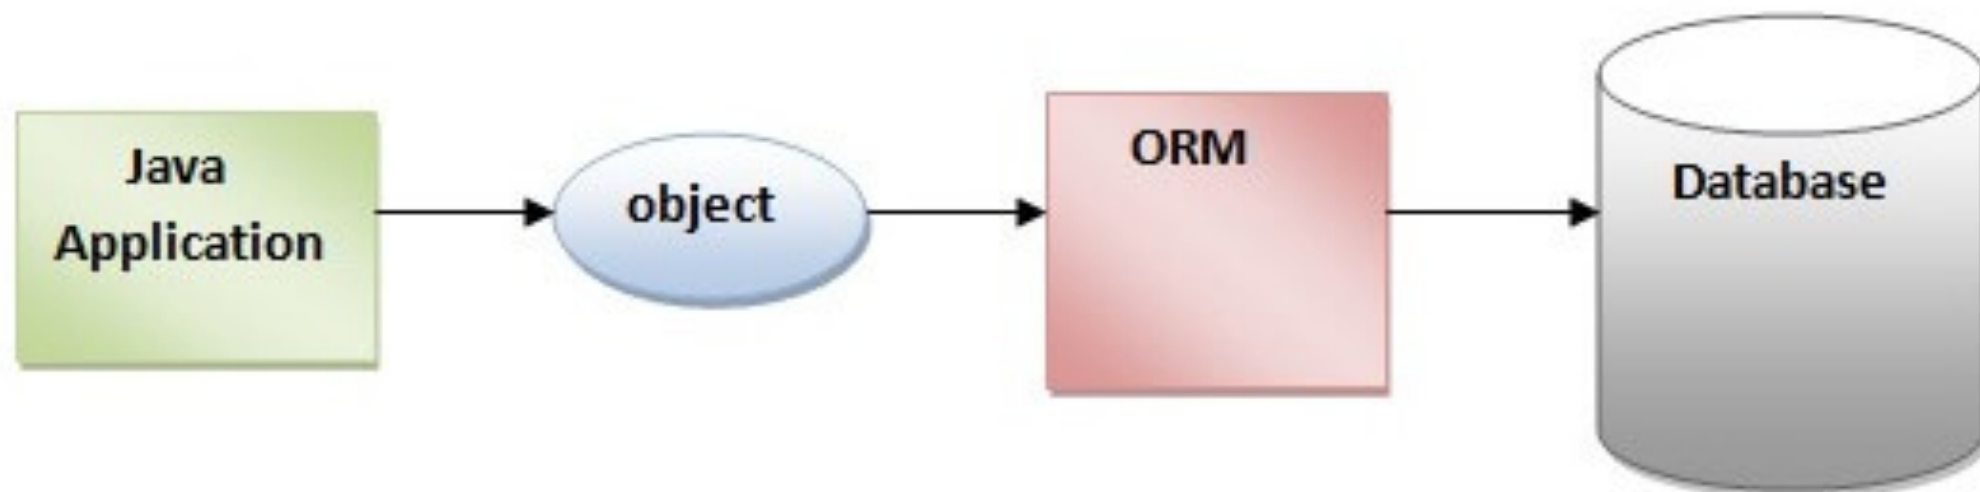 Java
Application
object
ORM
Database